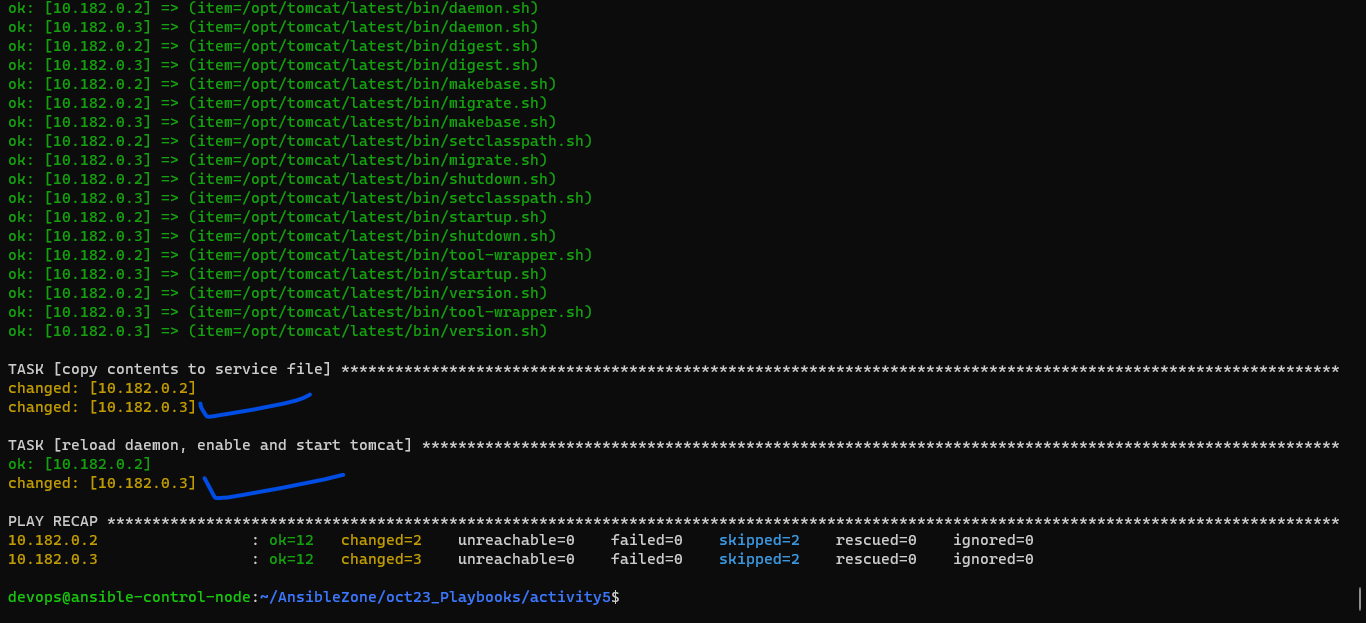 ok: [10.182.0.2] => (item=/opt/tomcat/latest/bin/daemon.sh)
ok: [10.182.0.3] => (item=/opt/tomcat/latest/bin/daemon.sh)
ok: [10.182.0.2] => (item=/opt/tomcat/latest/bin/digest.sh)
ok: [10.182.0.3] => (item=/opt/tomcat/latest/bin/digest.sh)
ok: [10.182.0.2] => (item=/opt/tomcat/latest/bin/makebase.sh)
ok: [10.182.0.2] => (item=/opt/tomcat/latest/bin/migrate.sh)
ok: [10.182.0.3] => (item=/opt/tomcat/latest/bin/makebase.sh)
ok: [10.182.0.2] => (item=/opt/tomcat/latest/bin/setclasspath.sh)
ok: [10.182.0.3] => (item=/opt/tomcat/latest/bin/migrate.sh)
ok: [10.182.0.2] => (item=/opt/tomcat/latest/bin/shutdown.sh)
ok: [10.182.0.3] => (item=/opt/tomcat/latest/bin/setclasspath.sh)
ok: [10.182.0.2] => (item=/opt/tomcat/latest/bin/startup.sh)
ok: [10.182.0.3] => (item=/opt/tomcat/latest/bin/shutdown.sh)
ok: [10.182.0.2] => (item=/opt/tomcat/latest/bin/tool-wrapper.sh)
ok: [10.182.0.3] => (item=/opt/tomcat/latest/bin/startup.sh)
ok: [10.182.0.2] => (item=/opt/tomcat/latest/bin/version.sh)
ok: [10.182.0.3] => (item=/opt/tomcat/latest/bin/tool-wrapper.sh)
ok: [10.182.0.3] => (item=/opt/tomcat/latest/bin/version.sh)
TASK [copy contents to service file] ***************************************************************************************************************
changed: [10.182.0.2]
changed: [10.182.0.3]
TASK [reload daemon, enable and start tomcat] ******************************************************************************************************
ok: [10.182.0.2]
changed: [10.182.0.3]
PLAY RECAP *****************************************************************************************************************************************
10.182.0.2                 : ok=12   changed=2    unreachable=0    failed=0    skipped=2    rescued=0    ignored=0
10.182.0.3                 : ok=12   changed=3    unreachable=0    failed=0    skipped=2    rescued=0    ignored=0
devops@ansible-control-node:~/AnsibleZone/oct23_Playbooks/activity5$